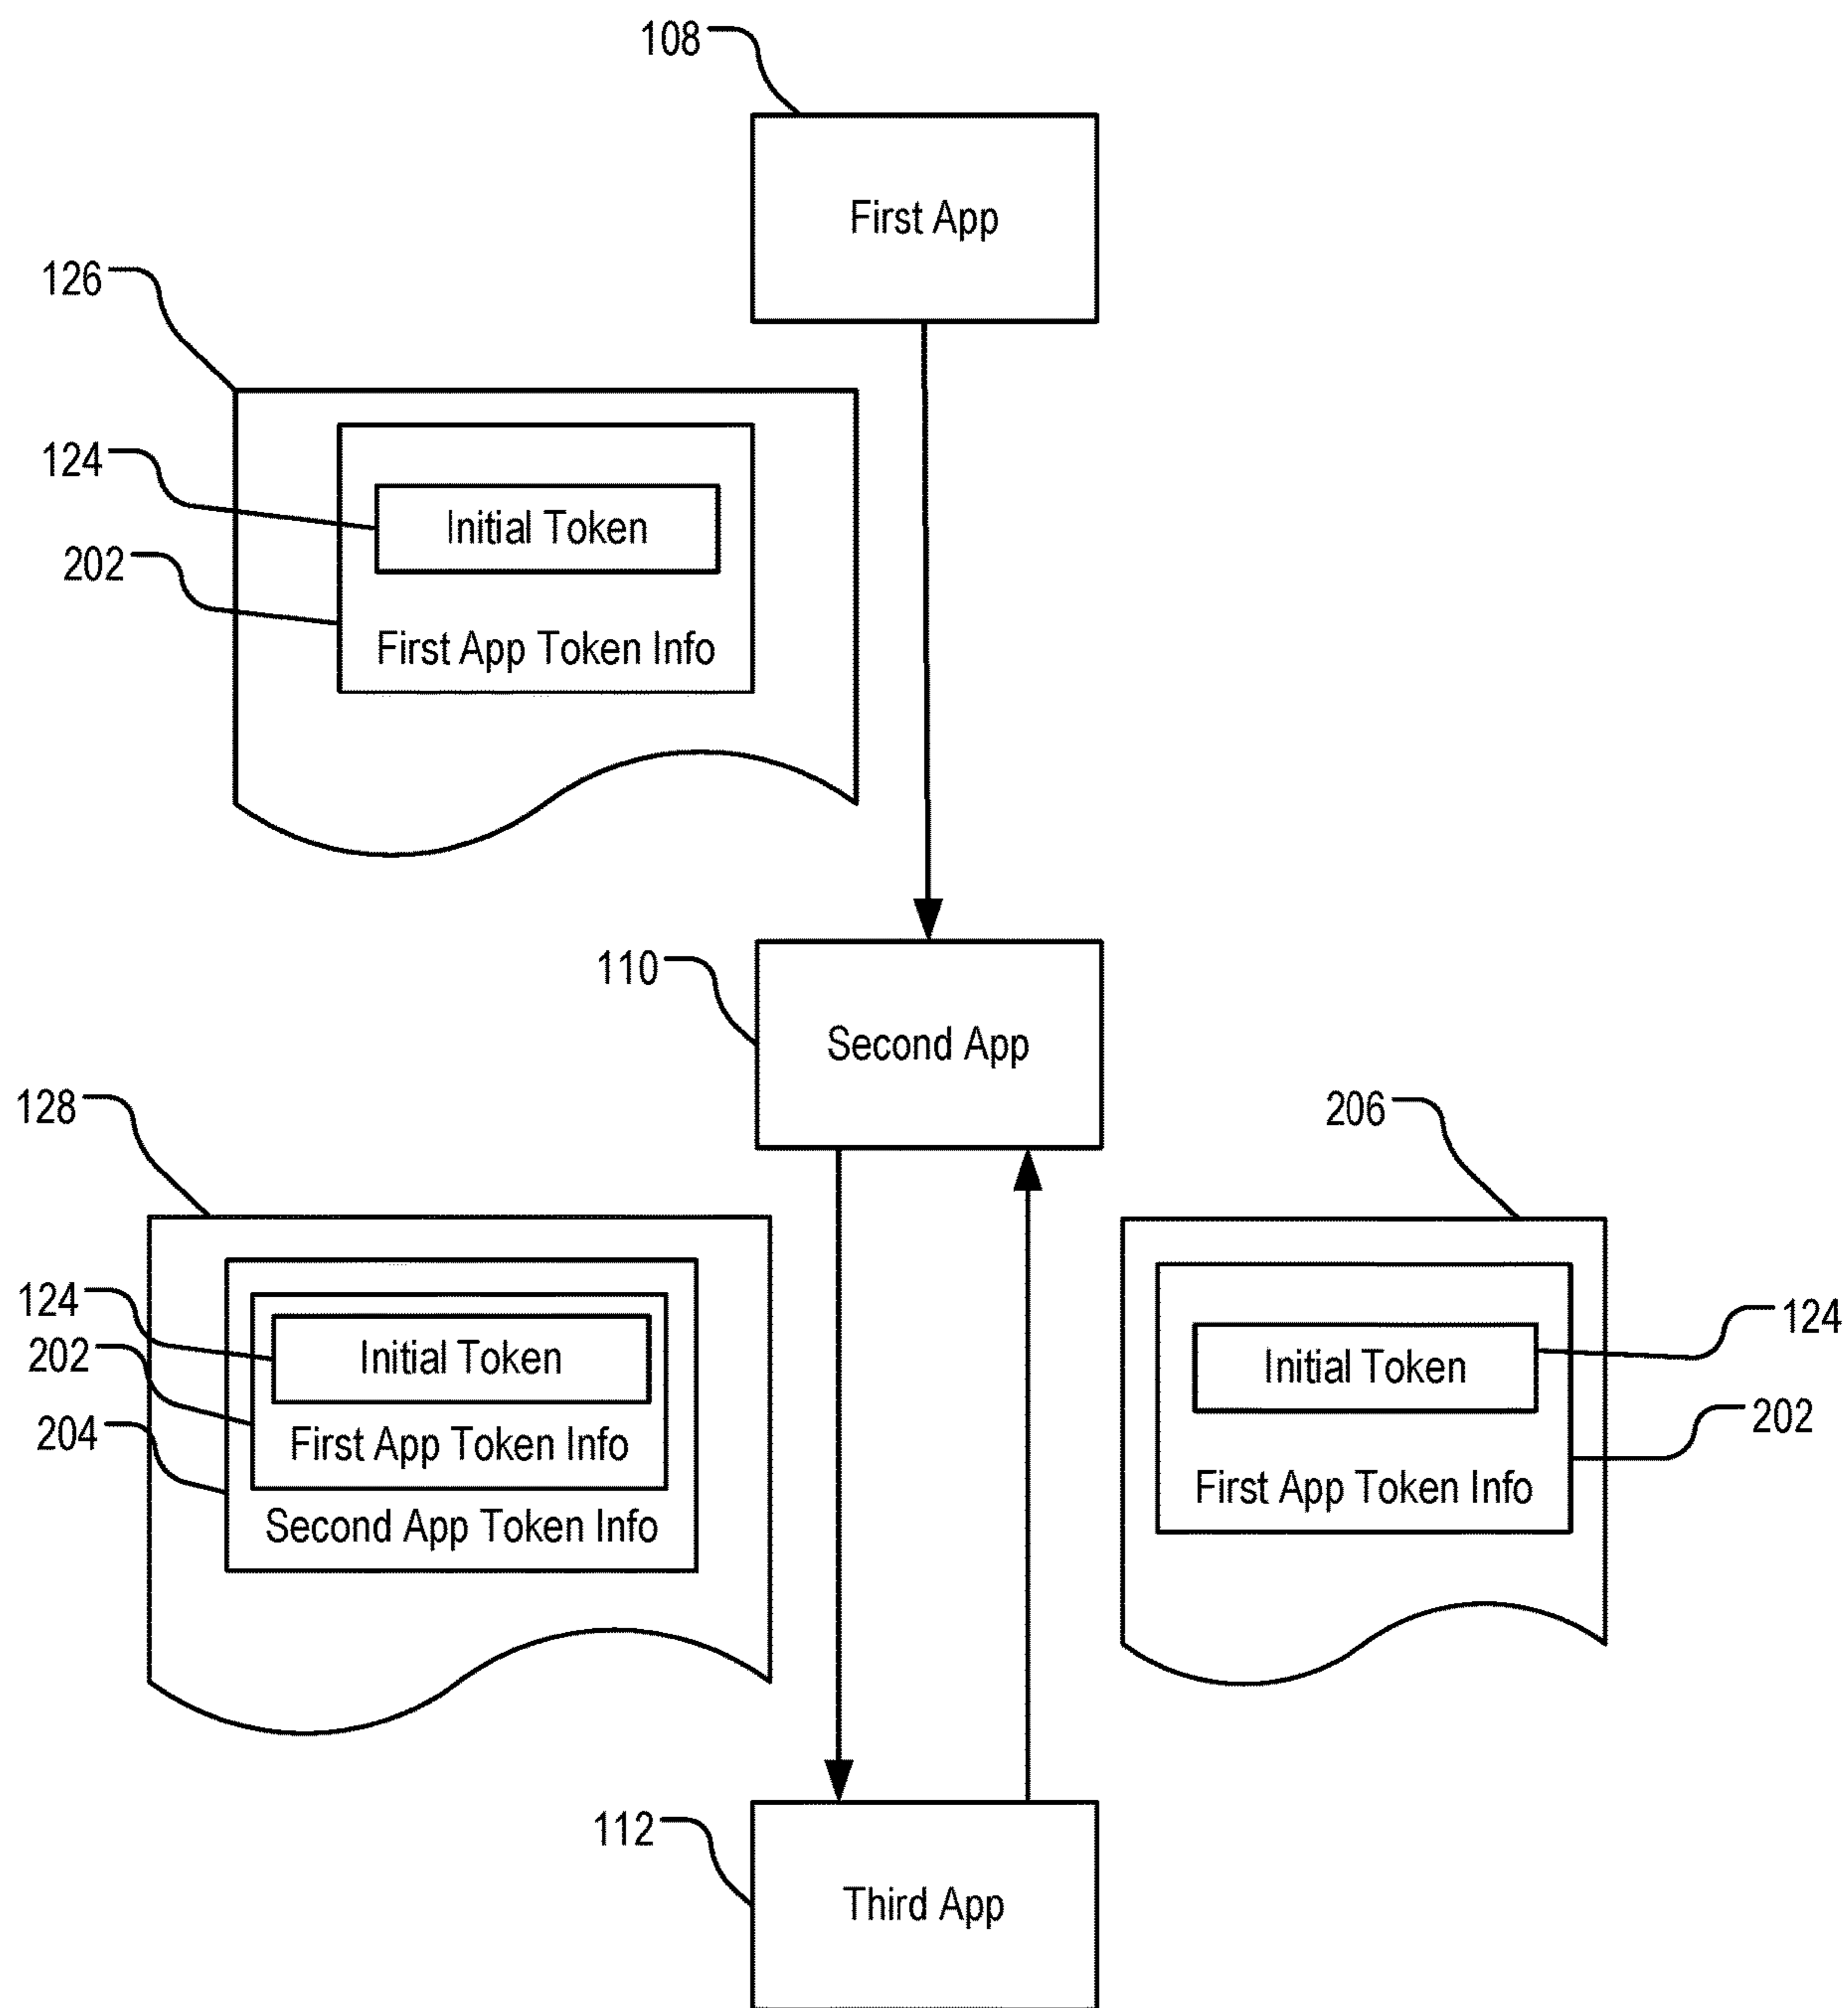 108
First App
126
124
Initial Token
202
First App Token Info
110
Second App
128
206
124
Initial Token
202
First App Token Info
204
Second App Token Info
Initial Token
124
202
First App Token Info
112
Third App